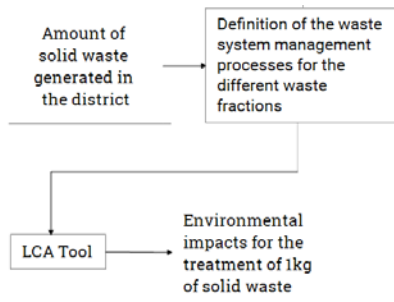 Amount of
solid waste
generated in
the district
Definition of the waste
system management
processes for the
different waste
fractions
LCA Tool
Environmental
impacts for the
treatment of 1kg
of solid waste